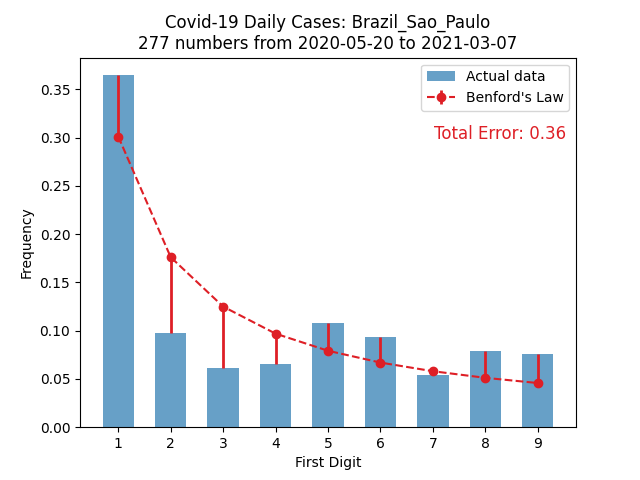 Covid-19 Daily Cases: Brazil_Sao_Paulo
277 numbers from 2020-05-20 to 2021-03-07
Actual data
Benford's Law
Total Error: 0.36
Frequency
0.35
0.30
0.25
0.20
0.15
0.10
0.05
0.00
1 2 3 4 5 6 7 8 9
First Digit